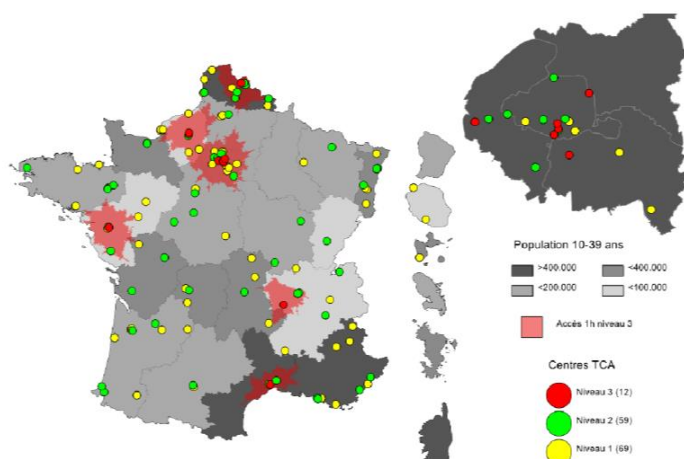 Population 10-39 ans
>400.000
<400.000
<200.000
<100.000
Accès 1h niveau 3
Centres TCA
Niveau 3 (12)
Niveau 2 (59)
Niveau 1 (69)